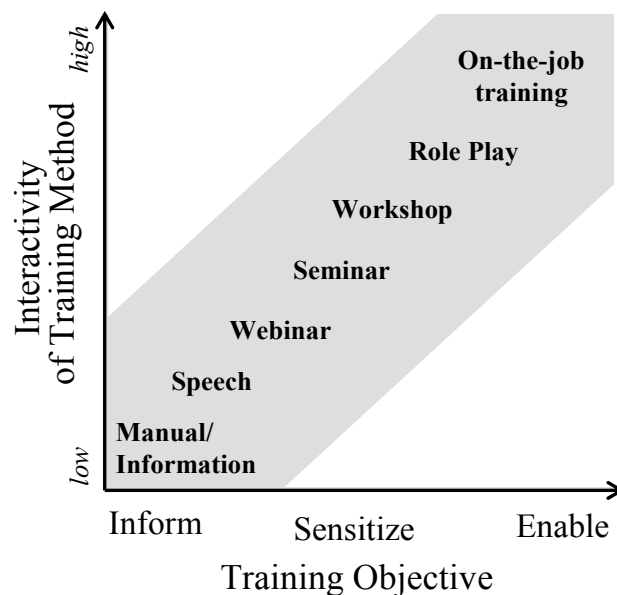 high
On-the-job
training
Role Play
Workshop
Interactivity
of Training Method
Seminar
Webinar
Speech
Manual/
Information
low
Inform
Sensitize
Enable
Training Objective